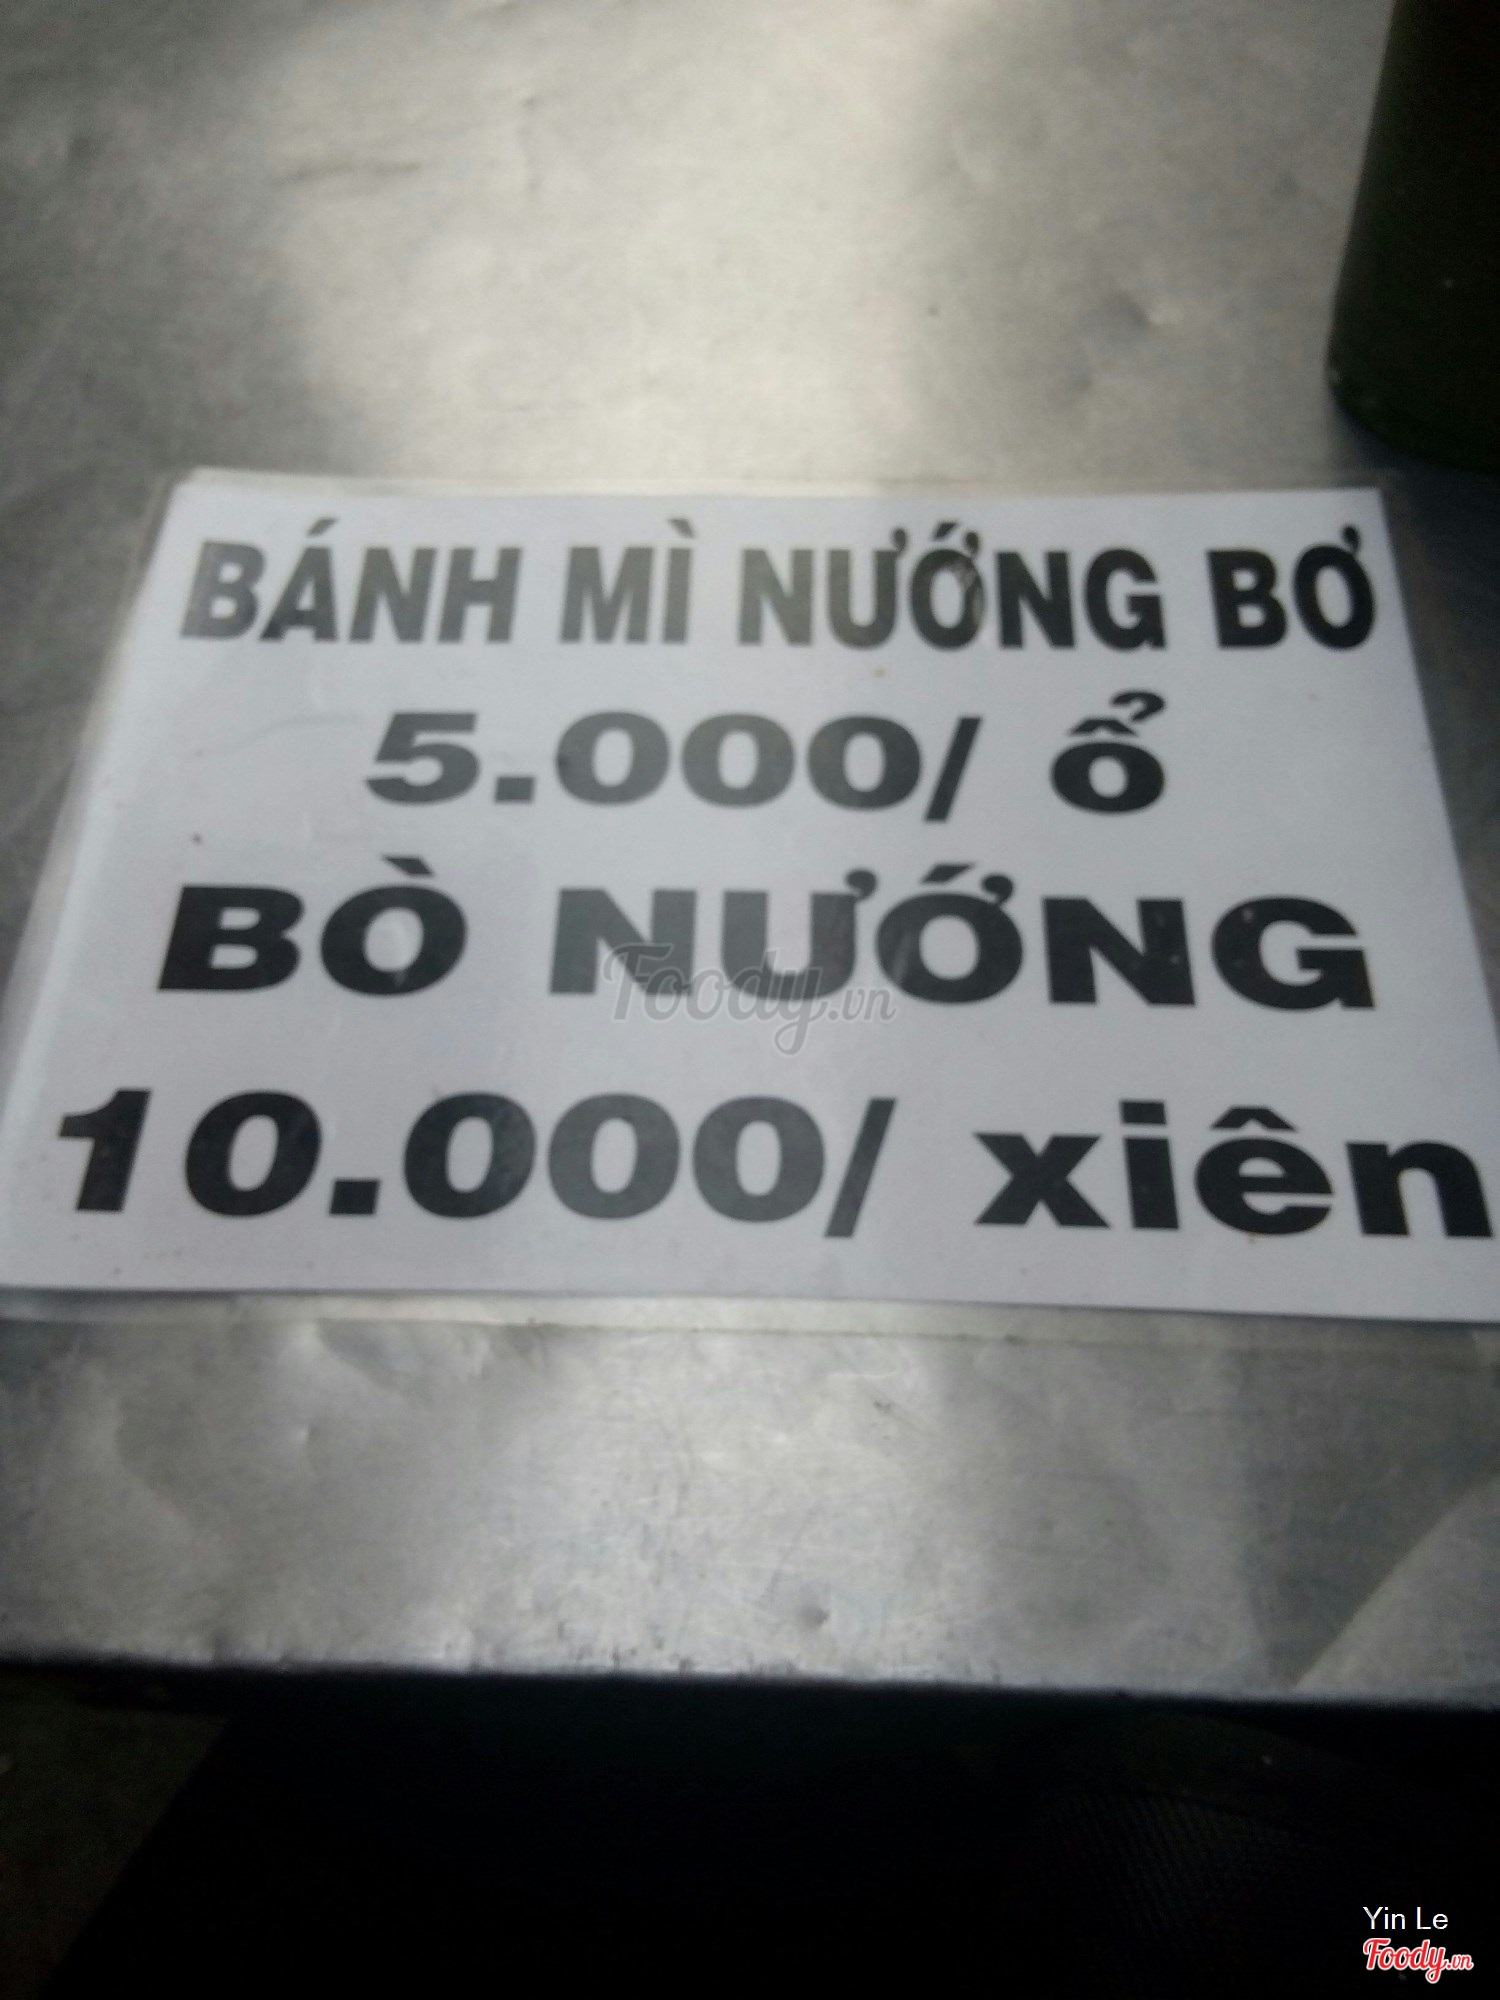 BÁNH MÌ NƯỚNG BƠ
5.000/ ổ
BÒ NƯỚNG
Foody.vn
10.000/ xiên
Yin Le
Foody.vn